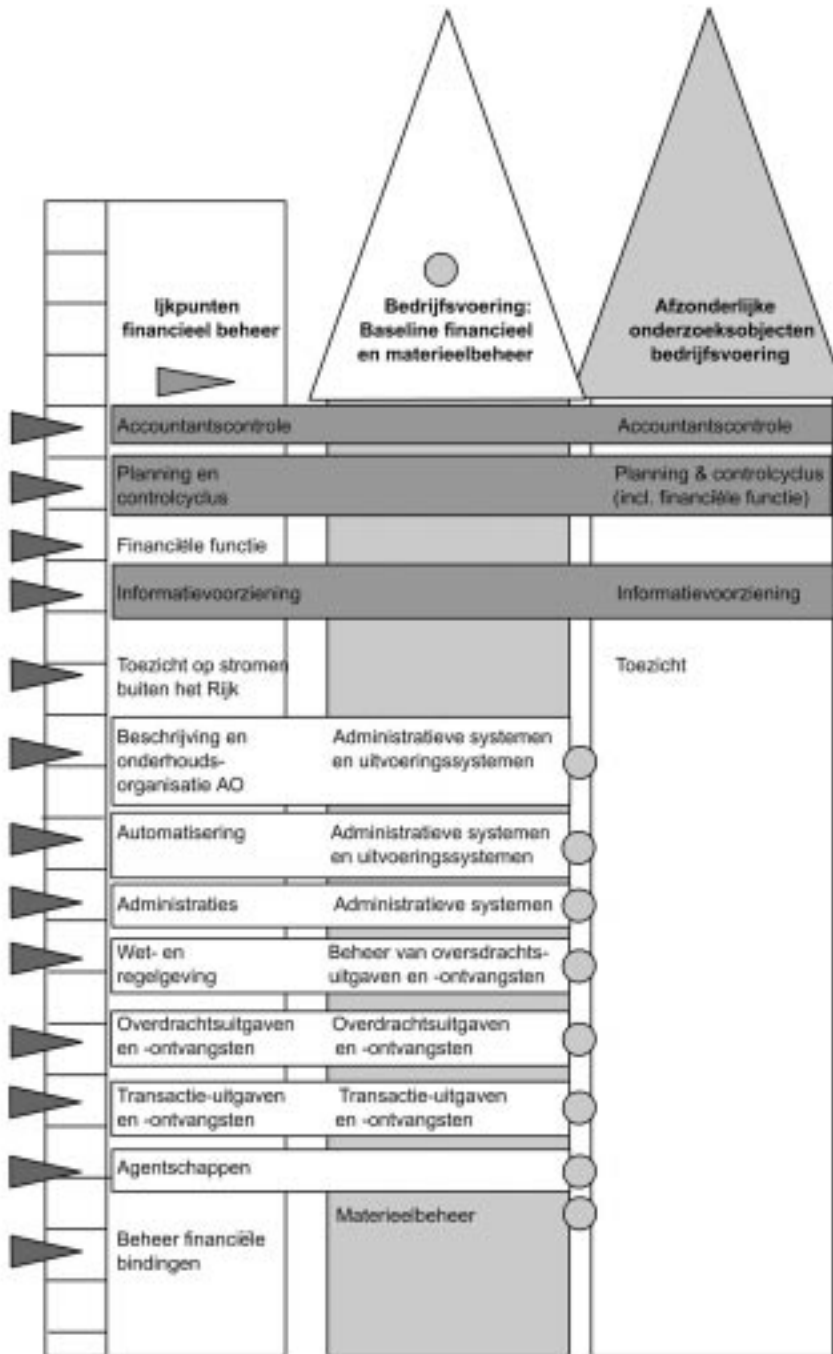 Ijkpunten
financieel beheer
Bedrijfsvoering:
Baseline financieel
en materieelbeheer
Afzonderlijke
onderzoeksobjecten
bedrijfsvoering
Accountantscontrole
Accountantscontrole
Planning en
controlcyclus
Planning & controlcyclus
(incl. financiële functie)
Financiële functie
Informatievoorziening
Informatievoorziening
Toezicht op stromen
buiten het Rijk
Toezicht
Beschrijving en
onderhouds-
organisatie AO
Administratieve systemen
en uitvoeringssystemen
Automatisering
Administratieve systemen
en uitvoeringssystemen
Administraties
Administratieve systemen
Wet- en
regelgeving
Beheer van oversdrachts-
uitgaven en -ontvangsten
Overdrachtsuitgaven
en -ontvangsten
Overdrachtsuitgaven
en -ontvangsten
Transactie-uitgaven
en -ontvangsten
Transactie-uitgaven
en -ontvangsten
Agentschappen
Materieelbeheer
Beheer financiële
bindingen